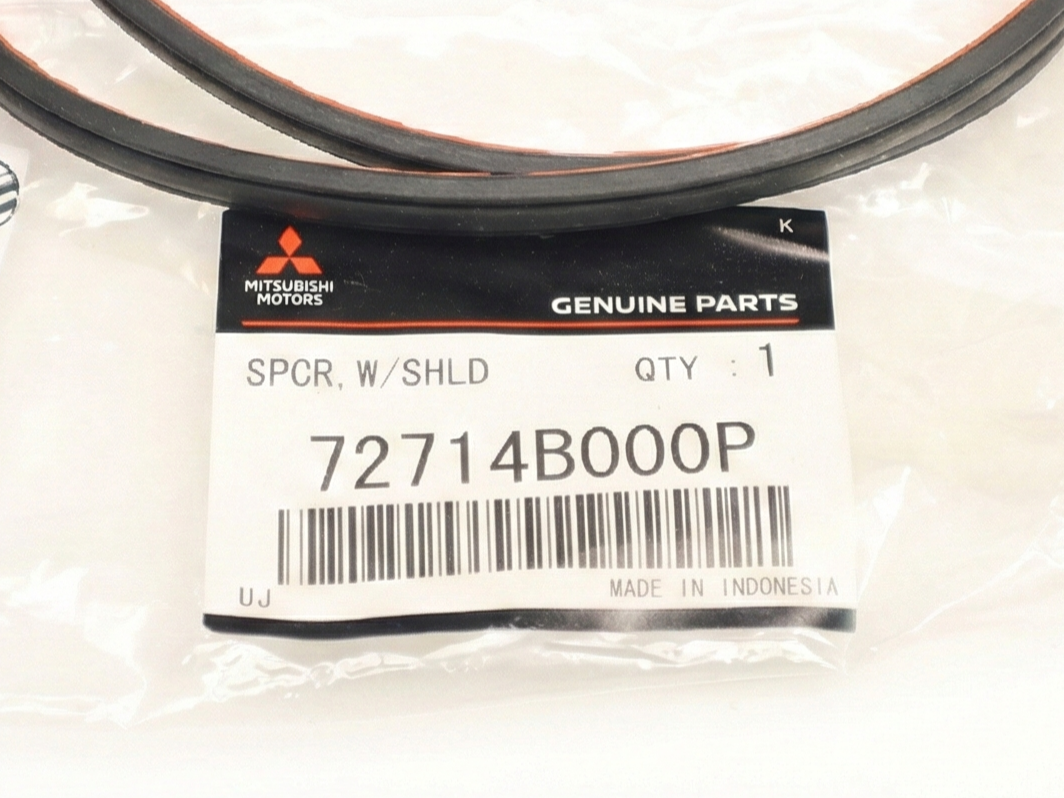 K
MITSUBISHI
MOTORS
GENUINE PARTS
SPCR, W/SHLD QTY : 1
72714B000P
UJ MADE IN INDONESIA